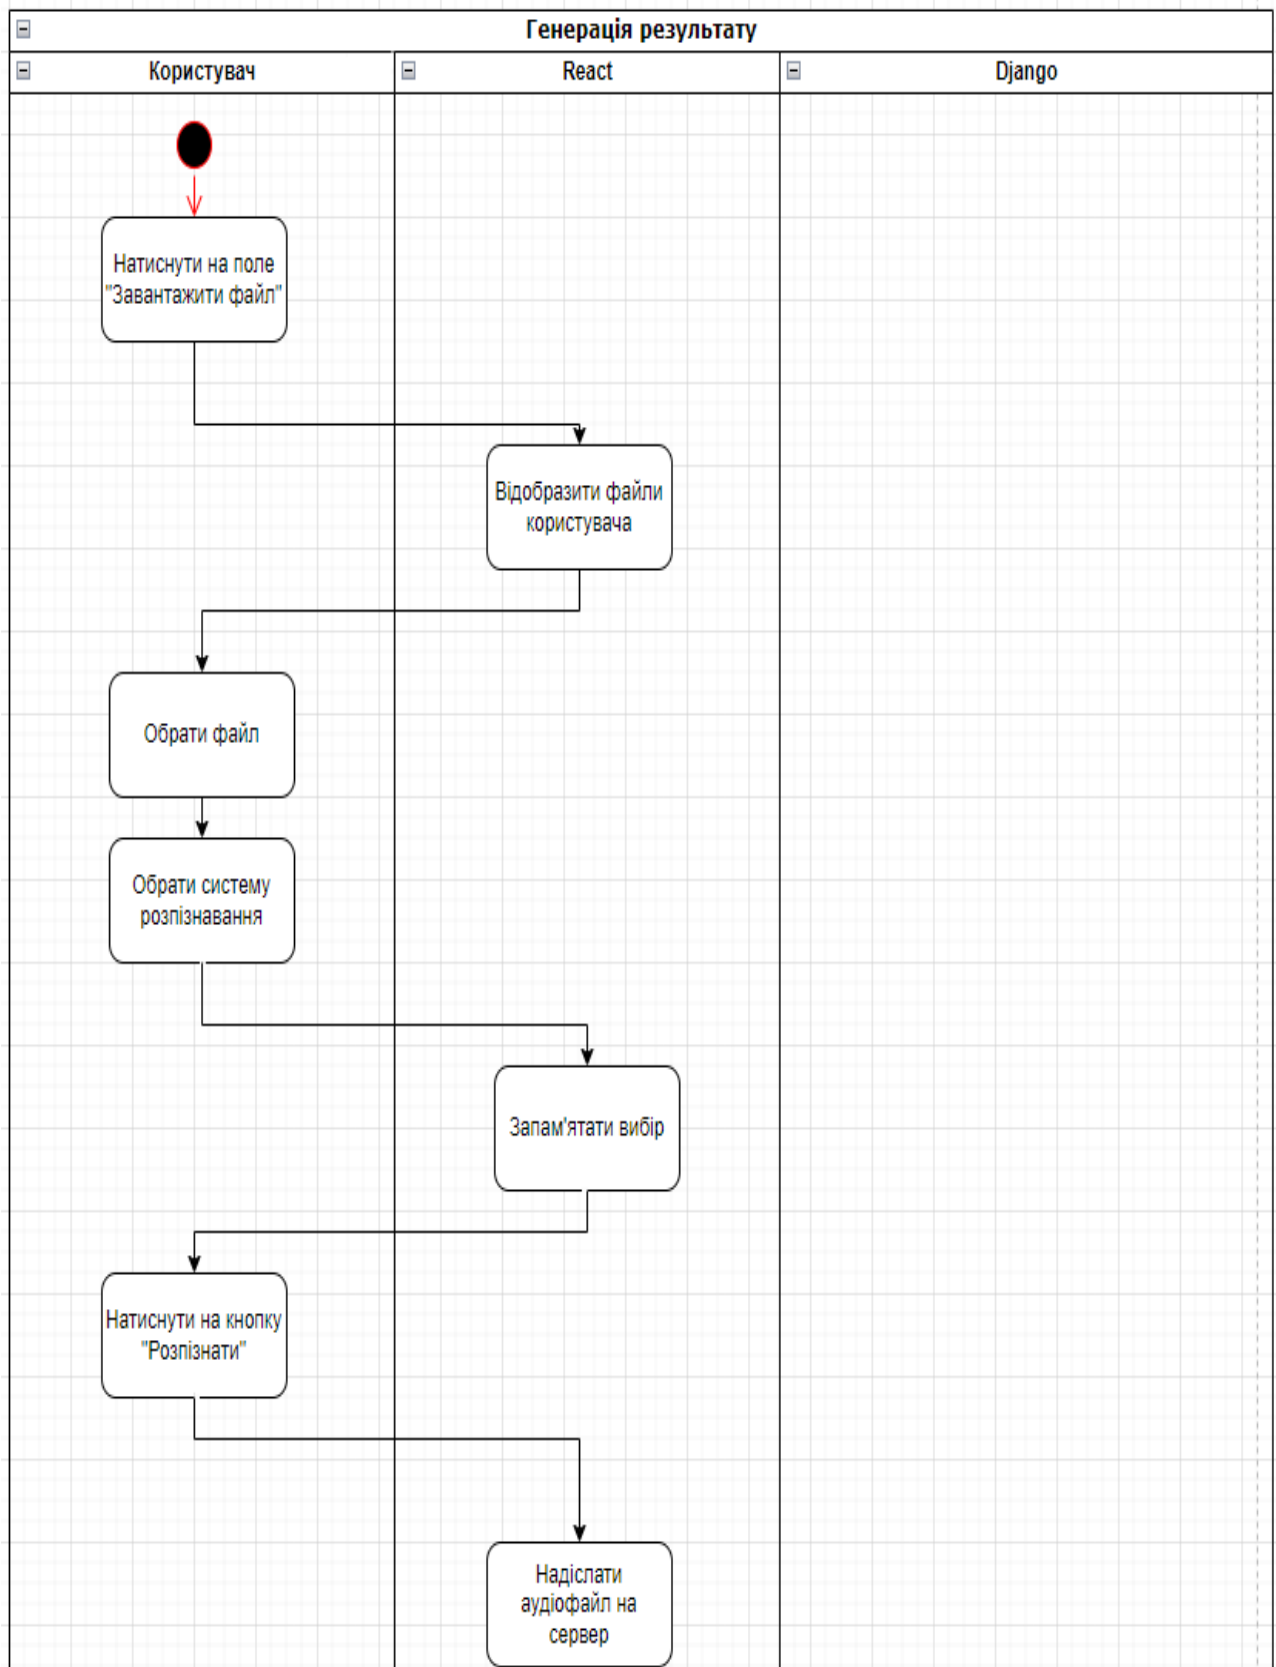 Генерація результату
Користувач
React
Django
Натиснути на поле
"Завантажити файл"
Відобразити файли
користувача
Обрати файл
Обрати систему
розпізнавання
Запам'ятати вибір
Натиснути на кнопку
"Розпізнати"
Надіслати
аудіофайл на
сервер